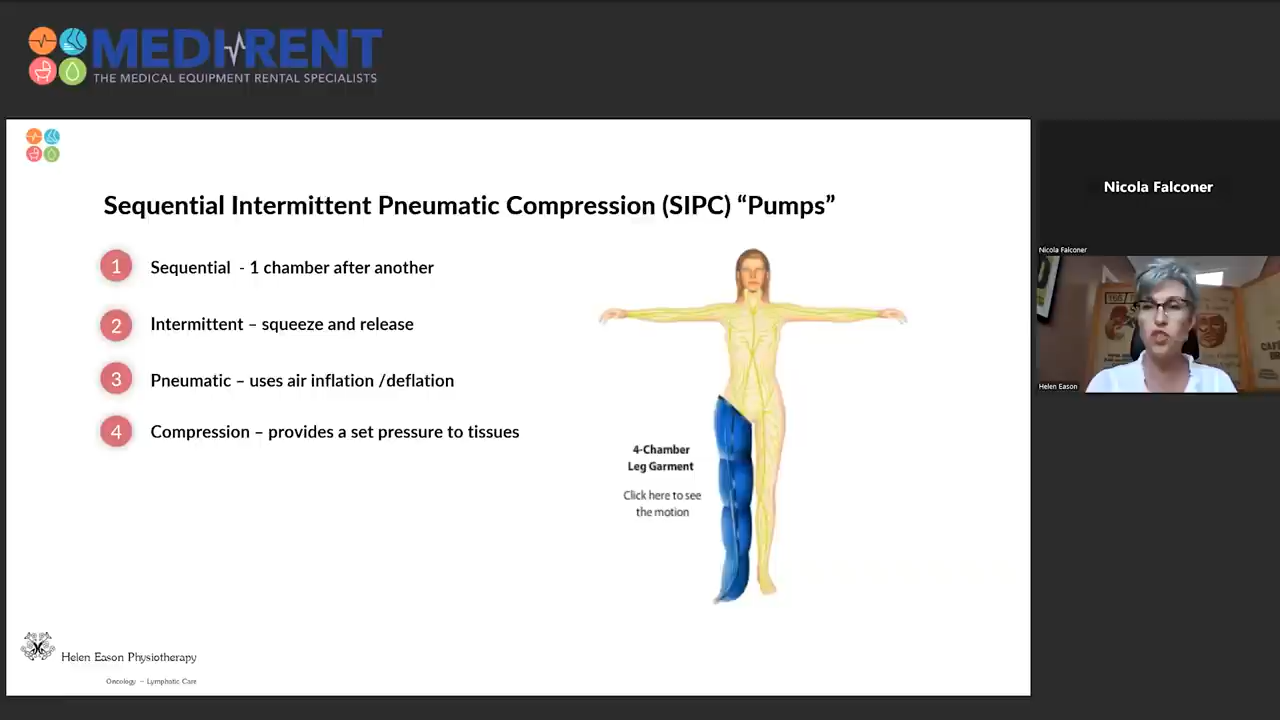 MEDI RENT
THE MEDICAL EQUIPMENT RENTAL SPECIALISTS
Sequential Intermittent Pneumatic Compression (SIPC) “Pumps”
1 Sequential - 1 chamber after another
2 Intermittent – squeeze and release
3 Pneumatic – uses air inflation /deflation
4 Compression – provides a set pressure to tissues
4-Chamber
Leg Garment
Click here to see
the motion
Helen Eason Physiotherapy
Oncology – Lymphatic Care
Nicola Falconer
Nicola Falconer
Helen Eason